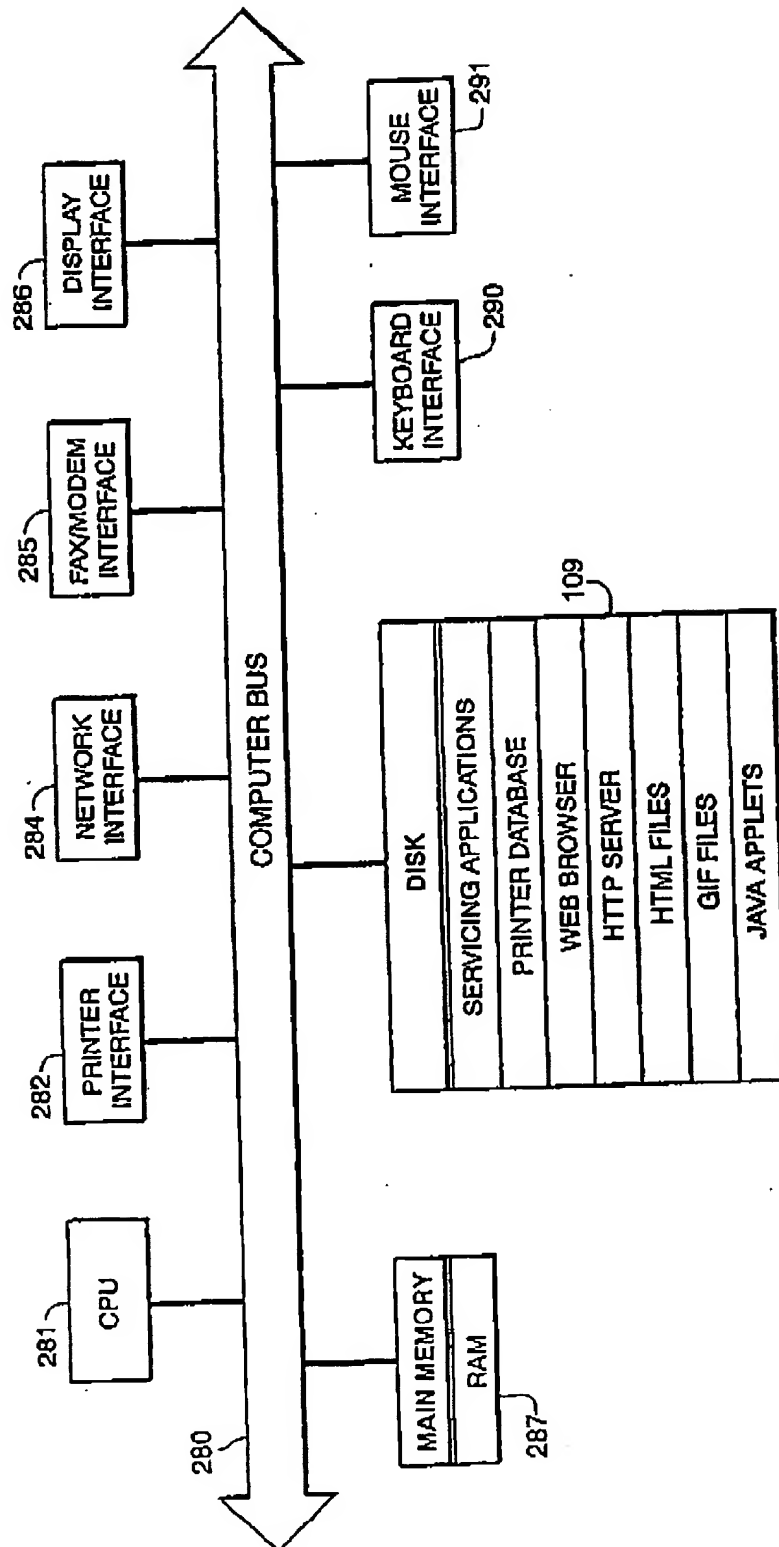 281
CPU
282
PRINTER
INTERFACE
284
NETWORK
INTERFACE
285
FAX/MODEM
INTERFACE
286
DISPLAY
INTERFACE
280
COMPUTER BUS
MAIN MEMORY
RAM
287
DISK
SERVICING APPLICATIONS
PRINTER DATABASE
WEB BROWSER
HTTP SERVER
HTML FILES
GIF FILES
JAVA APPLETS
109
KEYBOARD
INTERFACE
290
MOUSE
INTERFACE
291